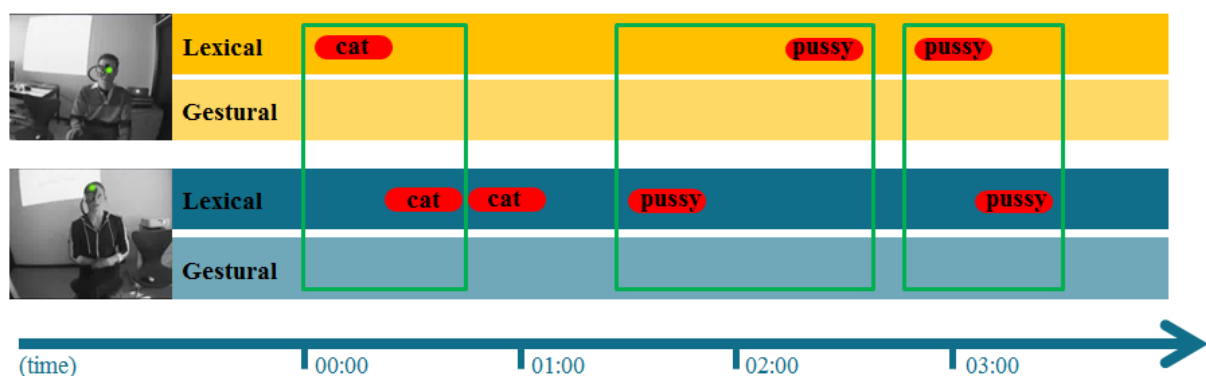 Lexical cat pussy pussy
Gestural
Lexical cat cat pussy pussy
Gestural
(time) 00:00 01:00 02:00 03:00